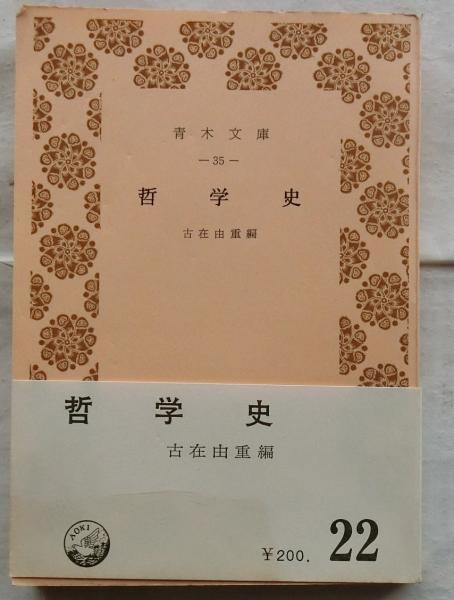 青木文庫
— 35 —
哲学史
古在由重編
哲学史
古在由重編
AOKI
¥200. 22